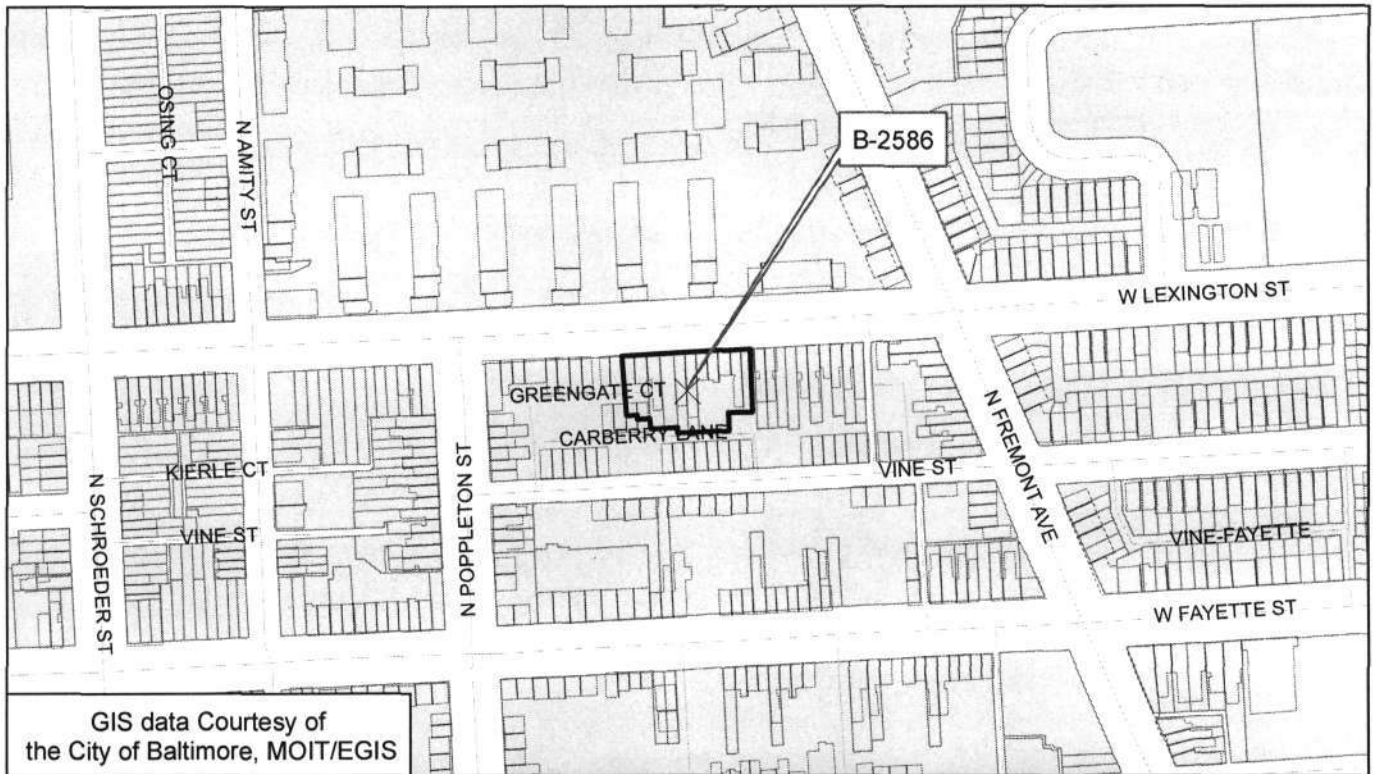 OSING CT
N AMITY ST
B-2586
W LEXINGTON ST
GREENGATE CT
CARBERRY LANE
N FREMONT AVE
N POPPLETON ST
KIERLE CT
VINE ST
N SCHROEDER ST
VINE ST
VINE-FAYETTE
W FAYETTE ST
GIS data Courtesy of
the City of Baltimore, MOIT/EGIS